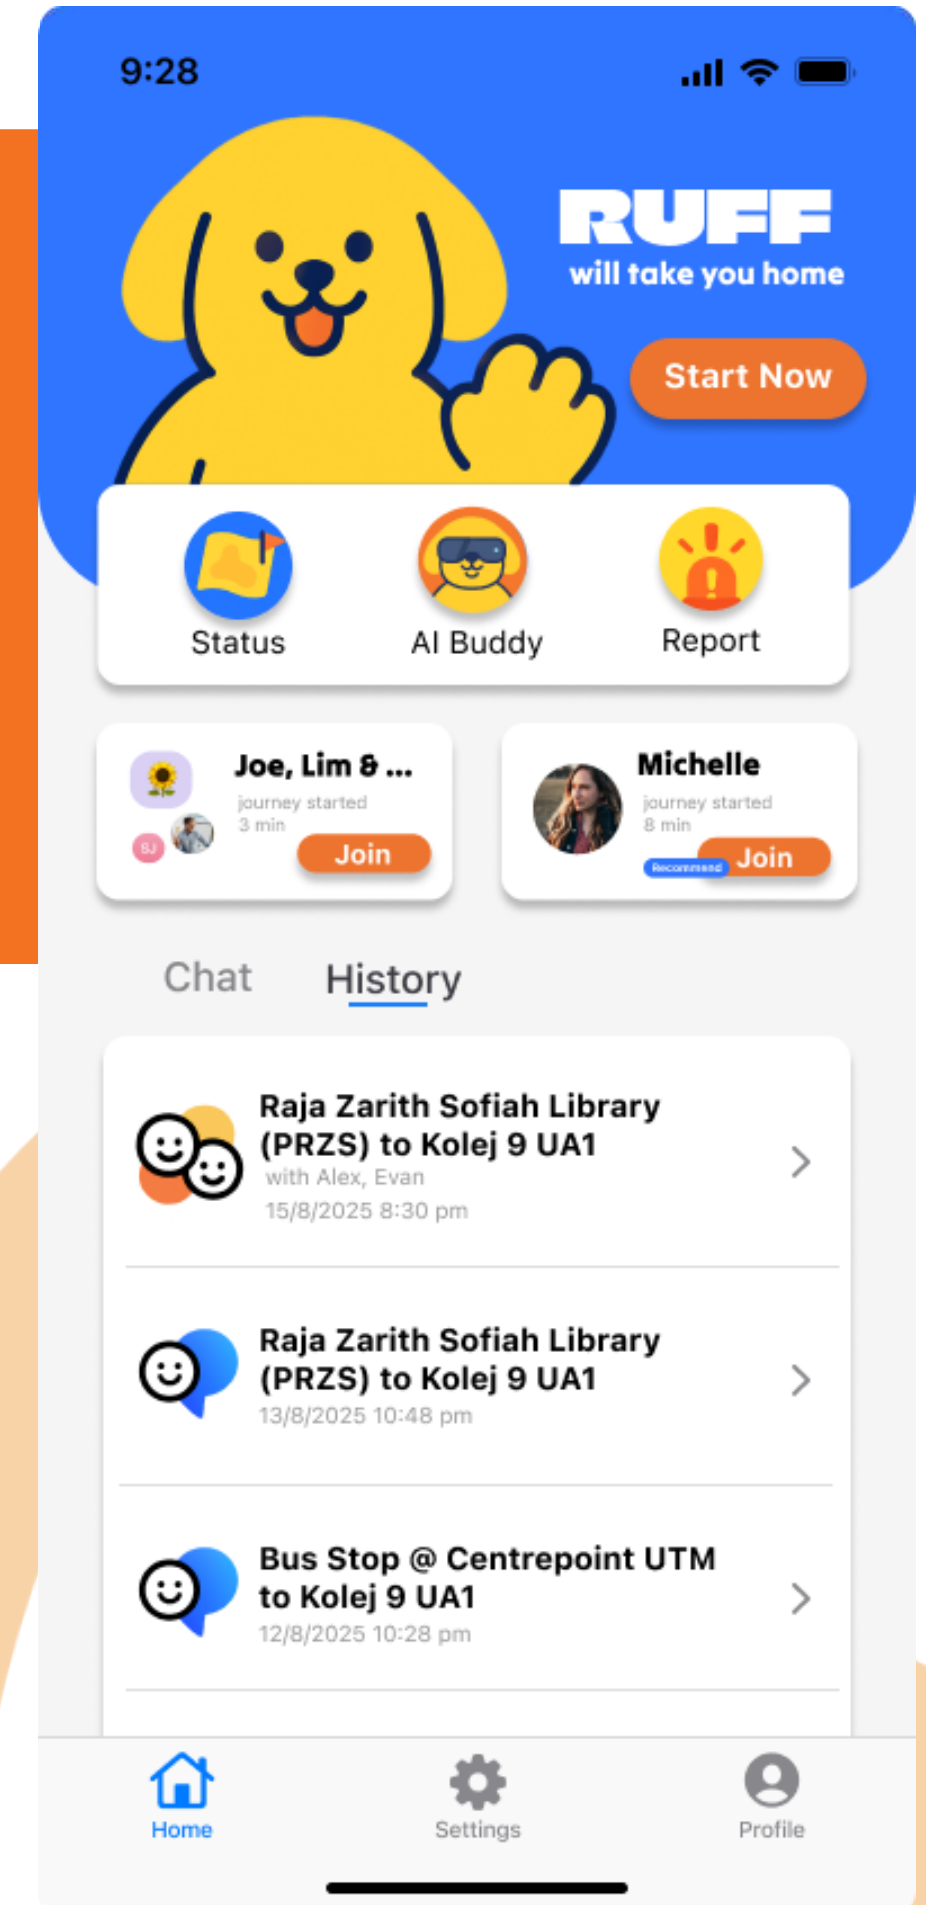 9:28
RUFF
will take you home
Start Now
Status
AI Buddy
Report
Joe, Lim & ...
journey started
3 min
SJ
Join
Michelle
journey started
8 min
Recommend
Join
Chat
History
Raja Zarith Sofiah Library
(PRZS) to Kolej 9 UA1
with Alex, Evan
15/8/2025 8:30 pm
Raja Zarith Sofiah Library
(PRZS) to Kolej 9 UA1
13/8/2025 10:48 pm
Bus Stop @ Centrepoint UTM
to Kolej 9 UA1
12/8/2025 10:28 pm
Home
Settings
Profile